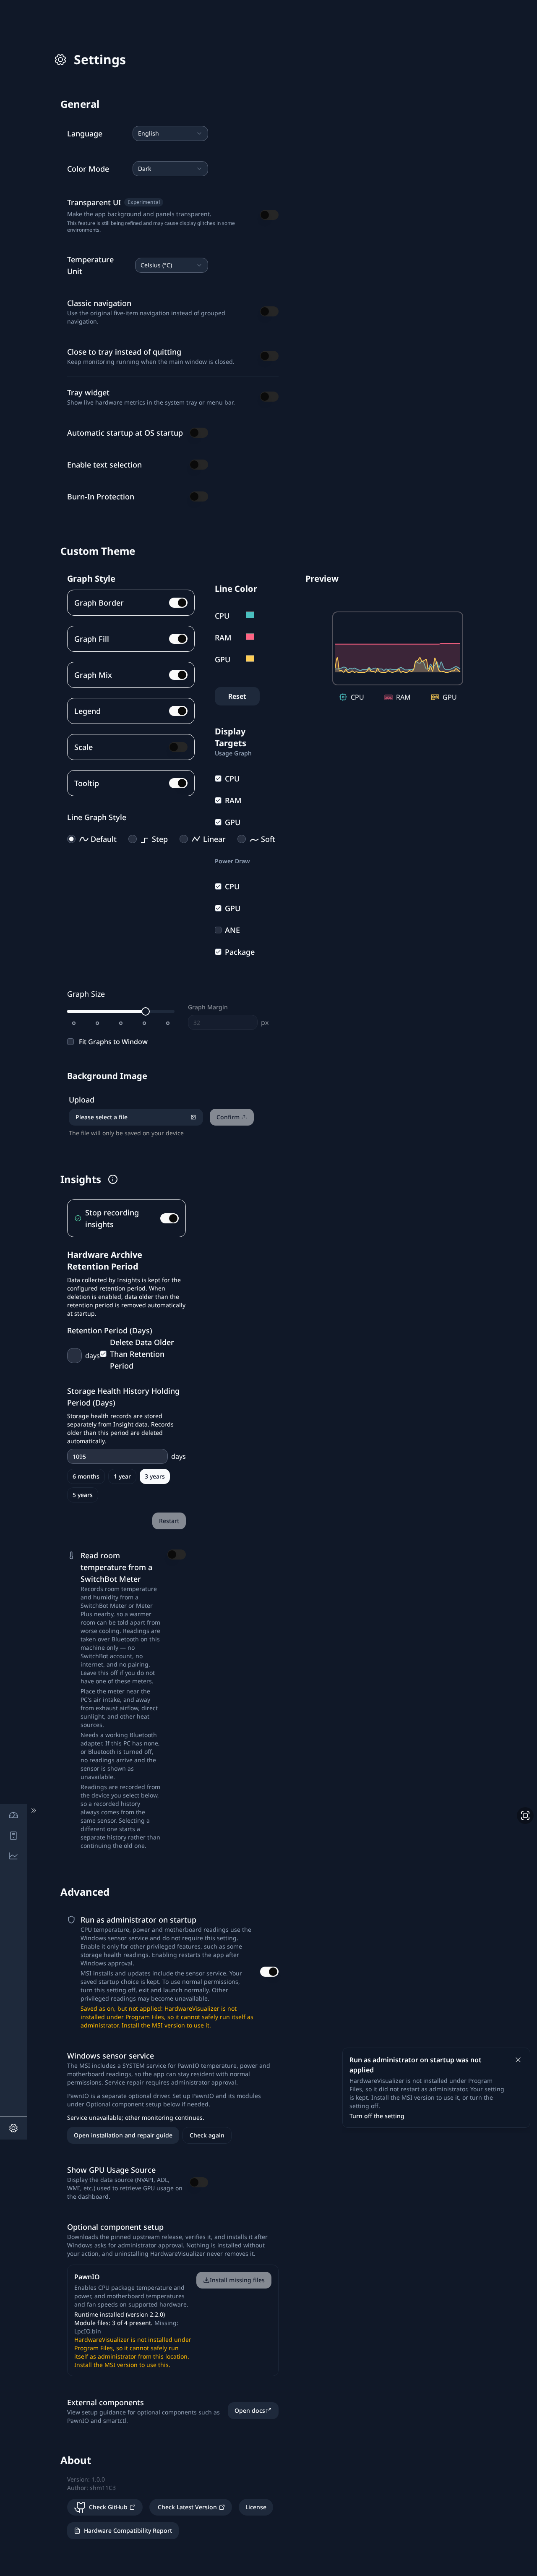 Settings
General
Language
English
Color Mode
Dark
Transparent UI Experimental
Make the app background and panels transparent.
This feature is still being refined and may cause display glitches in some
environments.
Temperature
Unit
Celsius (°C)
Classic navigation
Use the original five-item navigation instead of grouped
navigation.
Close to tray instead of quitting
Keep monitoring running when the main window is closed.
Tray widget
Show live hardware metrics in the system tray or menu bar.
Automatic startup at OS startup
Enable text selection
Burn-In Protection
Custom Theme
Graph Style
Graph Border
Graph Fill
Graph Mix
Legend
Scale
Tooltip
Line Graph Style
Default
Step
Linear
Soft
Line Color
CPU
RAM
GPU
Reset
Display
Targets
Usage Graph
CPU
RAM
GPU
Power Draw
CPU
GPU
ANE
Package
Preview
CPU
RAM
GPU
Graph Size
Graph Margin
32
px
Fit Graphs to Window
Background Image
Upload
Please select a file
Confirm
The file will only be saved on your device
Insights
Stop recording
insights
Hardware Archive
Retention Period
Data collected by Insights is kept for the
configured retention period. When
deletion is enabled, data older than the
retention period is removed automatically
at startup.
Retention Period (Days)
days
Delete Data Older
Than Retention
Period
Storage Health History Holding
Period (Days)
Storage health records are stored
separately from Insight data. Records
older than this period are deleted
automatically.
1095
days
6 months
1 year
3 years
5 years
Restart
Read room
temperature from a
SwitchBot Meter
Records room temperature
and humidity from a
SwitchBot Meter or Meter
Plus nearby, so a warmer
room can be told apart from
worse cooling. Readings are
taken over Bluetooth on this
machine only — no
SwitchBot account, no
internet, and no pairing.
Leave this off if you do not
have one of these meters.
Place the meter near the
PC's air intake, and away
from exhaust airflow, direct
sunlight, and other heat
sources.
Needs a working Bluetooth
adapter. If this PC has none,
or Bluetooth is turned off,
no readings arrive and the
sensor is shown as
unavailable.
Readings are recorded from
the device you select below,
so a recorded history
always comes from the
same sensor. Selecting a
different one starts a
separate history rather than
continuing the old one.
Advanced
Run as administrator on startup
CPU temperature, power and motherboard readings use the
Windows sensor service and do not require this setting.
Enable it only for other privileged features, such as some
storage health readings. Enabling restarts the app after
Windows approval.
MSI installs and updates include the sensor service. Your
saved startup choice is kept. To use normal permissions,
turn this setting off, exit and launch normally. Other
privileged readings may become unavailable.
Saved as on, but not applied: HardwareVisualizer is not
installed under Program Files, so it cannot safely run itself as
administrator. Install the MSI version to use it.
Windows sensor service
The MSI includes a SYSTEM service for PawnIO temperature, power and
motherboard readings, so the app can stay resident with normal
permissions. Service repair requires administrator approval.
PawnIO is a separate optional driver. Set up PawnIO and its modules
under Optional component setup below if needed.
Service unavailable; other monitoring continues.
Open installation and repair guide
Check again
Show GPU Usage Source
Display the data source (NVAPI, ADL,
WMI, etc.) used to retrieve GPU usage on
the dashboard.
Optional component setup
Downloads the pinned upstream release, verifies it, and installs it after
Windows asks for administrator approval. Nothing is installed without
your action, and uninstalling HardwareVisualizer never removes it.
PawnIO
Enables CPU package temperature and
power, and motherboard temperatures
and fan speeds on supported hardware.
Runtime installed (version 2.2.0)
Module files: 3 of 4 present. Missing:
LpcIO.bin
HardwareVisualizer is not installed under
Program Files, so it cannot safely run
itself as administrator from this location.
Install the MSI version to use this.
Install missing files
External components
View setup guidance for optional components such as
PawnIO and smartctl.
Open docs
Run as administrator on startup was not
applied
HardwareVisualizer is not installed under Program
Files, so it did not restart as administrator. Your setting
is kept. Install the MSI version to use it, or turn the
setting off.
Turn off the setting
About
Version: 1.0.0
Author: shm11C3
Check GitHub
Check Latest Version
License
Hardware Compatibility Report